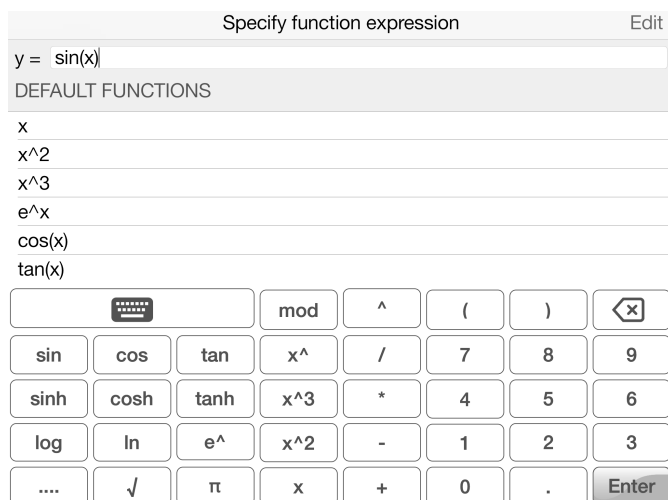 Specify function expression Edit
y = sin(x)
DEFAULT FUNCTIONS
x
x^2
x^3
e^x
cos(x)
tan(x)
mod ^ ( )
sin cos tan x^ / 7 8 9
sinh cosh tanh x^3 * 4 5 6
log ln e^ x^2 - 1 2 3
.... √ π x + 0 . Enter